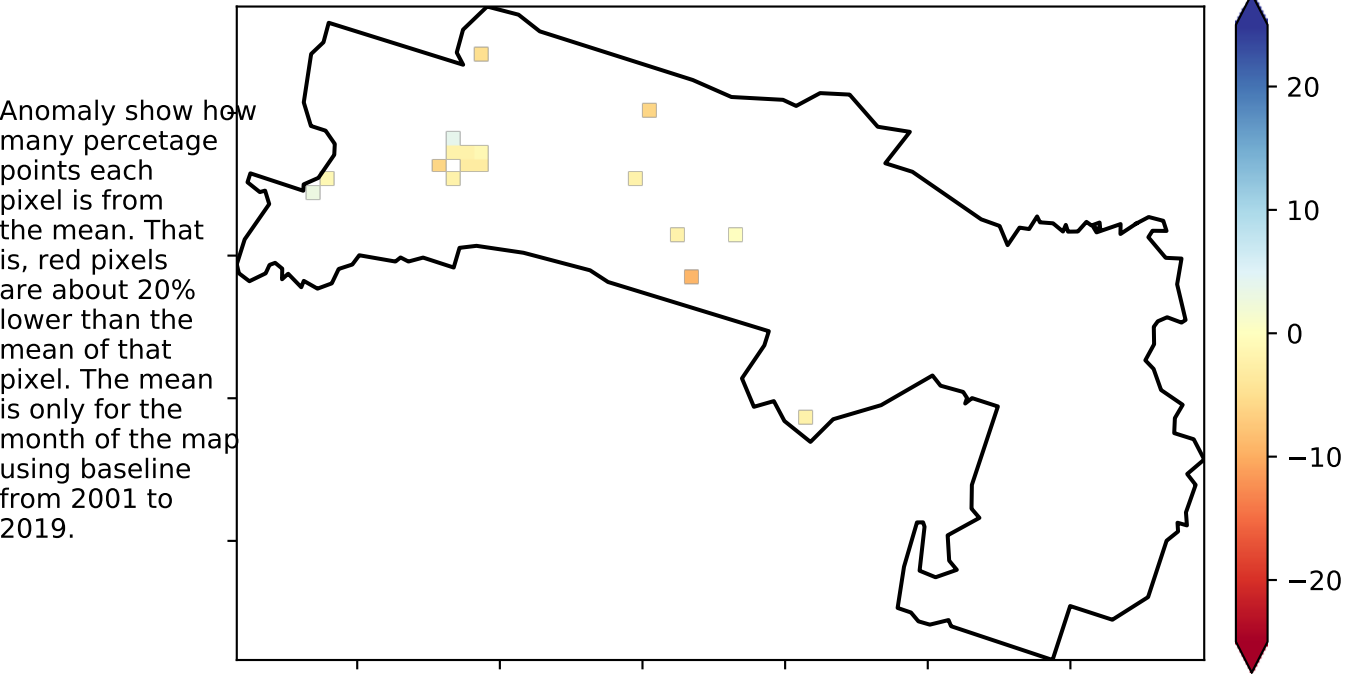 Anomaly show how
many percetage
points each
pixel is from
the mean. That
is, red pixels
are about 20%
lower than the
mean of that
pixel. The mean
is only for the
month of the map
using baseline
from 2001 to
2019.
20
10
0
−10
−20